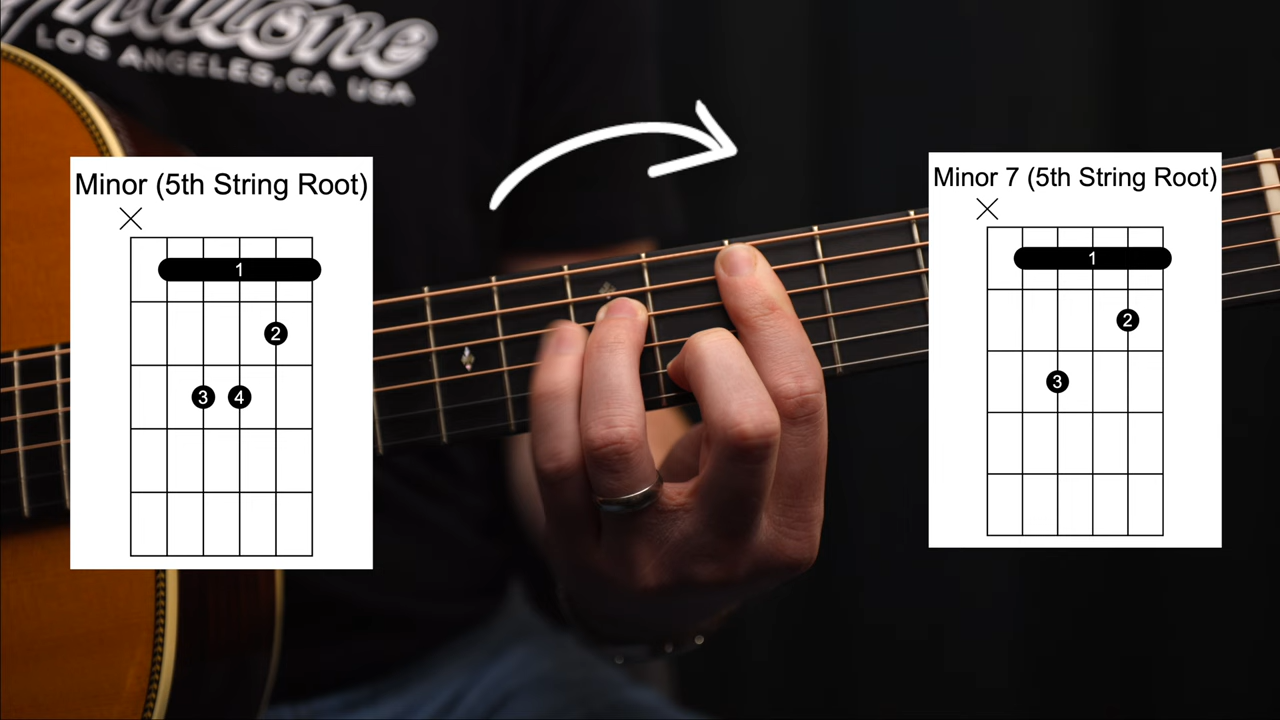 LOS ANGELES, CA USA
Minor (5th String Root)
1
2
3 4
Minor 7 (5th String Root)
1
2
3